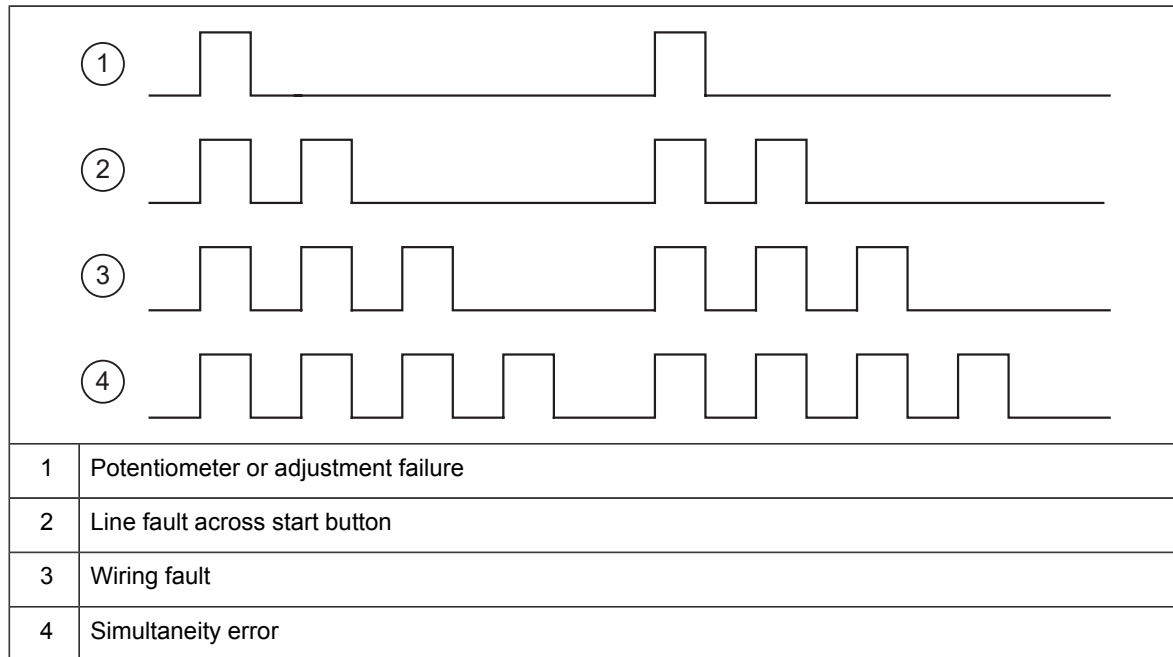 1
2
3
4
1 Potentiometer or adjustment failure
2 Line fault across start button
3 Wiring fault
4 Simultaneity error